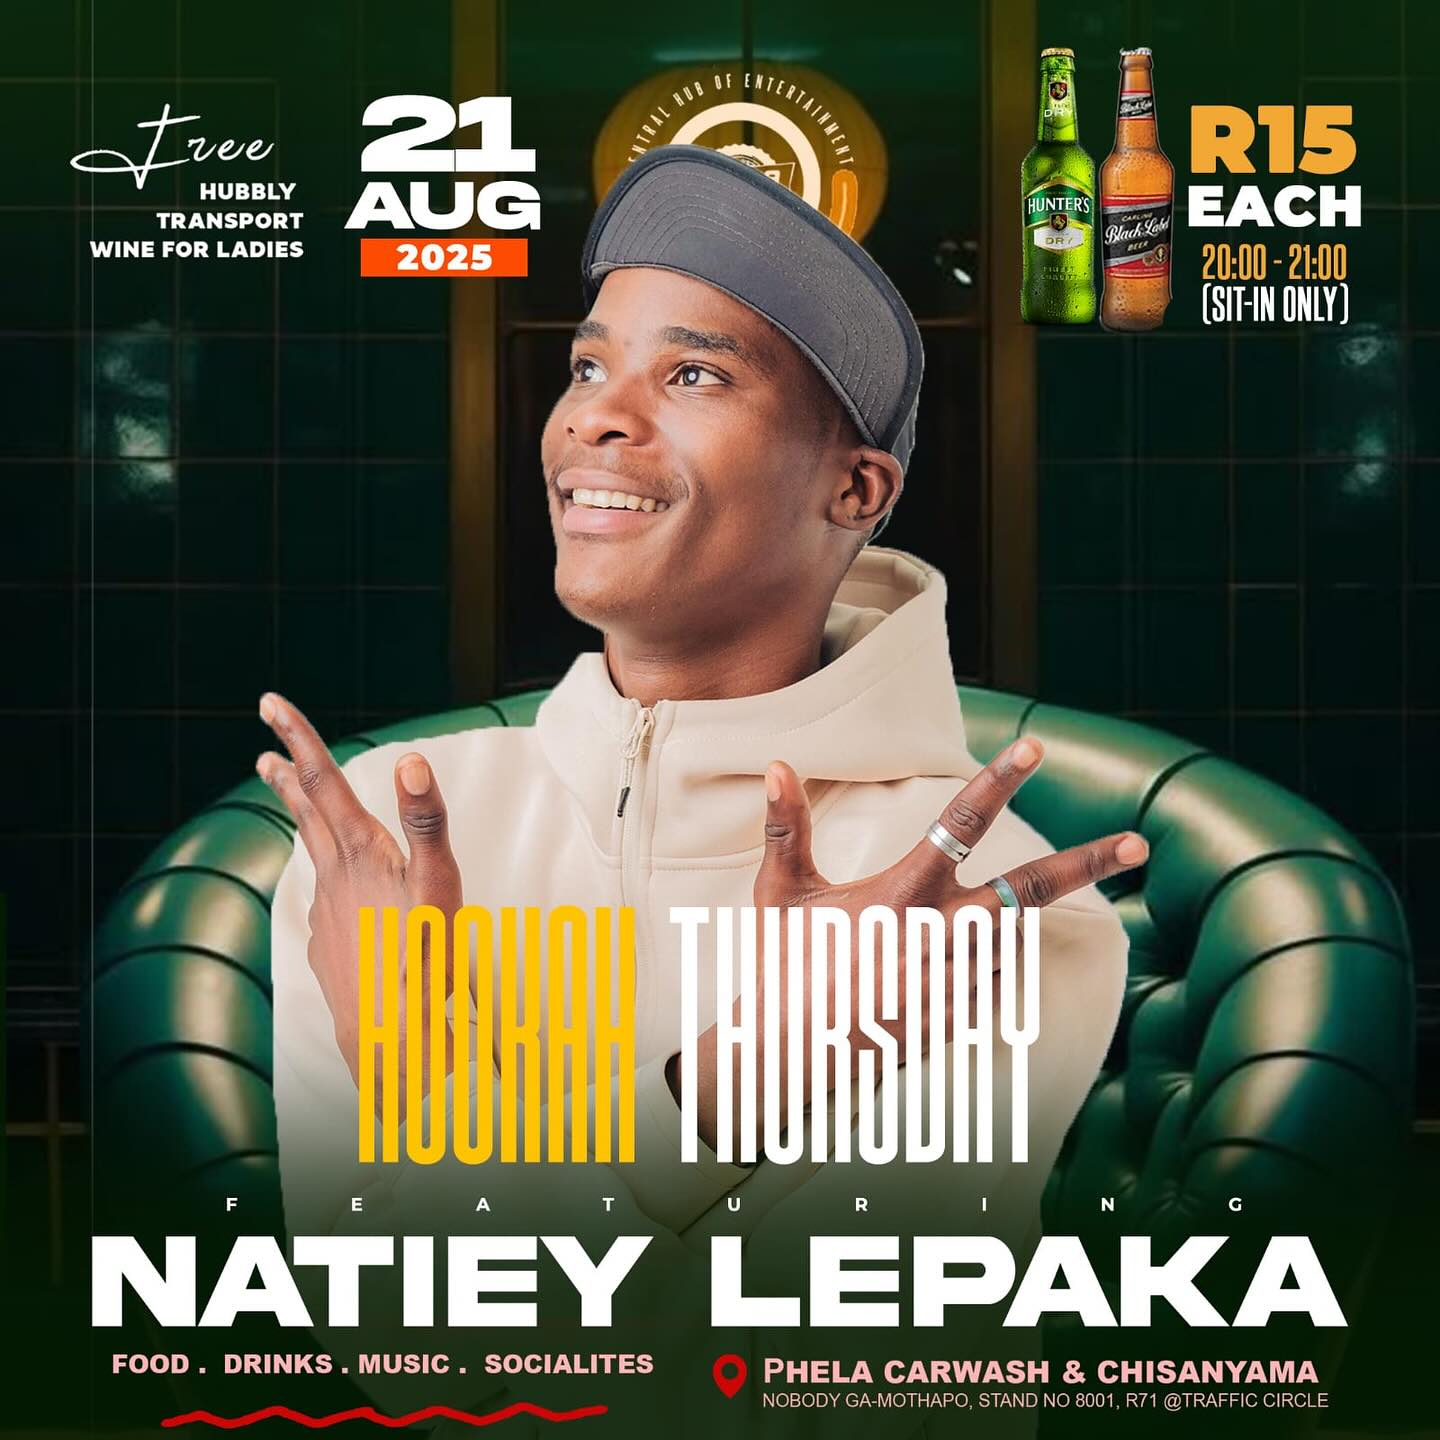 Free
HUBBLY
TRANSPORT
WINE FOR LADIES
21
AUG
2025
HUB OF ENTERTAINMENT
HUNTER'S
DRY
CARLING
Black Label
BEER
R15
EACH
20:00 - 21:00
(SIT-IN ONLY)
HOOKAH THURSDAY
FEATURING
NATIEY LEPAKA
FOOD . DRINKS . MUSIC . SOCIALITES
PHELA CARWASH & CHISANYAMA
NOBODY GA-MOTHAPO, STAND NO 8001, R71 @TRAFFIC CIRCLE